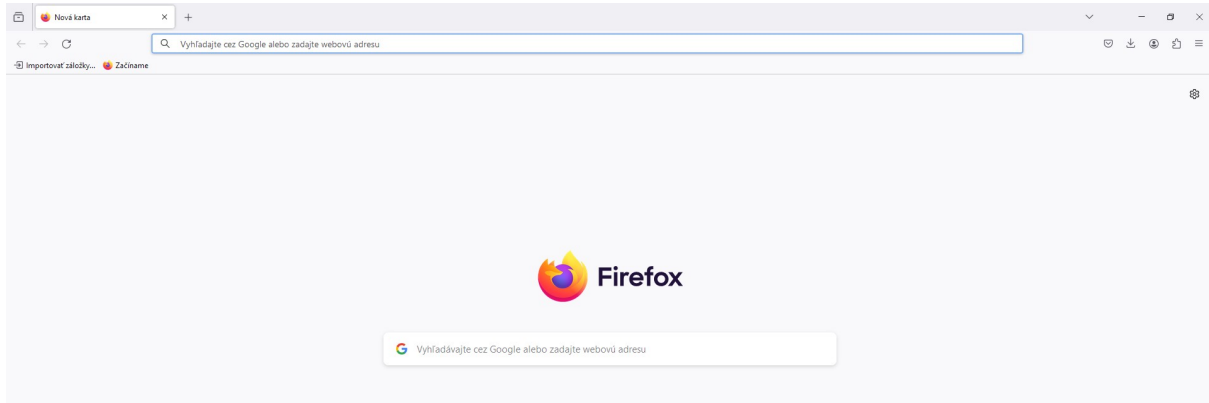 Nová karta
Vyhľadajte cez Google alebo zadajte webovú adresu
Importovať záložky... Začíname
Firefox
Vyhľadávajte cez Google alebo zadajte webovú adresu